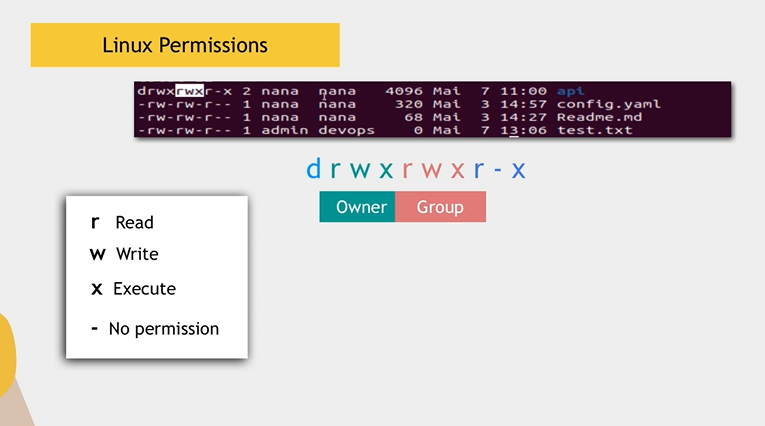 Linux Permissions
drwxrwxr-x 2 nana nana 4096 Mai 7 11:00 api
-rw-rw-r-- 1 nana nana 320 Mai 3 14:57 config.yaml
-rw-rw-r-- 1 nana nana 68 Mai 3 14:27 Readme.md
-rw-rw-r-- 1 admin devops 0 Mai 7 13:06 test.txt
d r w x r w x r - x
Owner Group
r Read
w Write
x Execute
- No permission